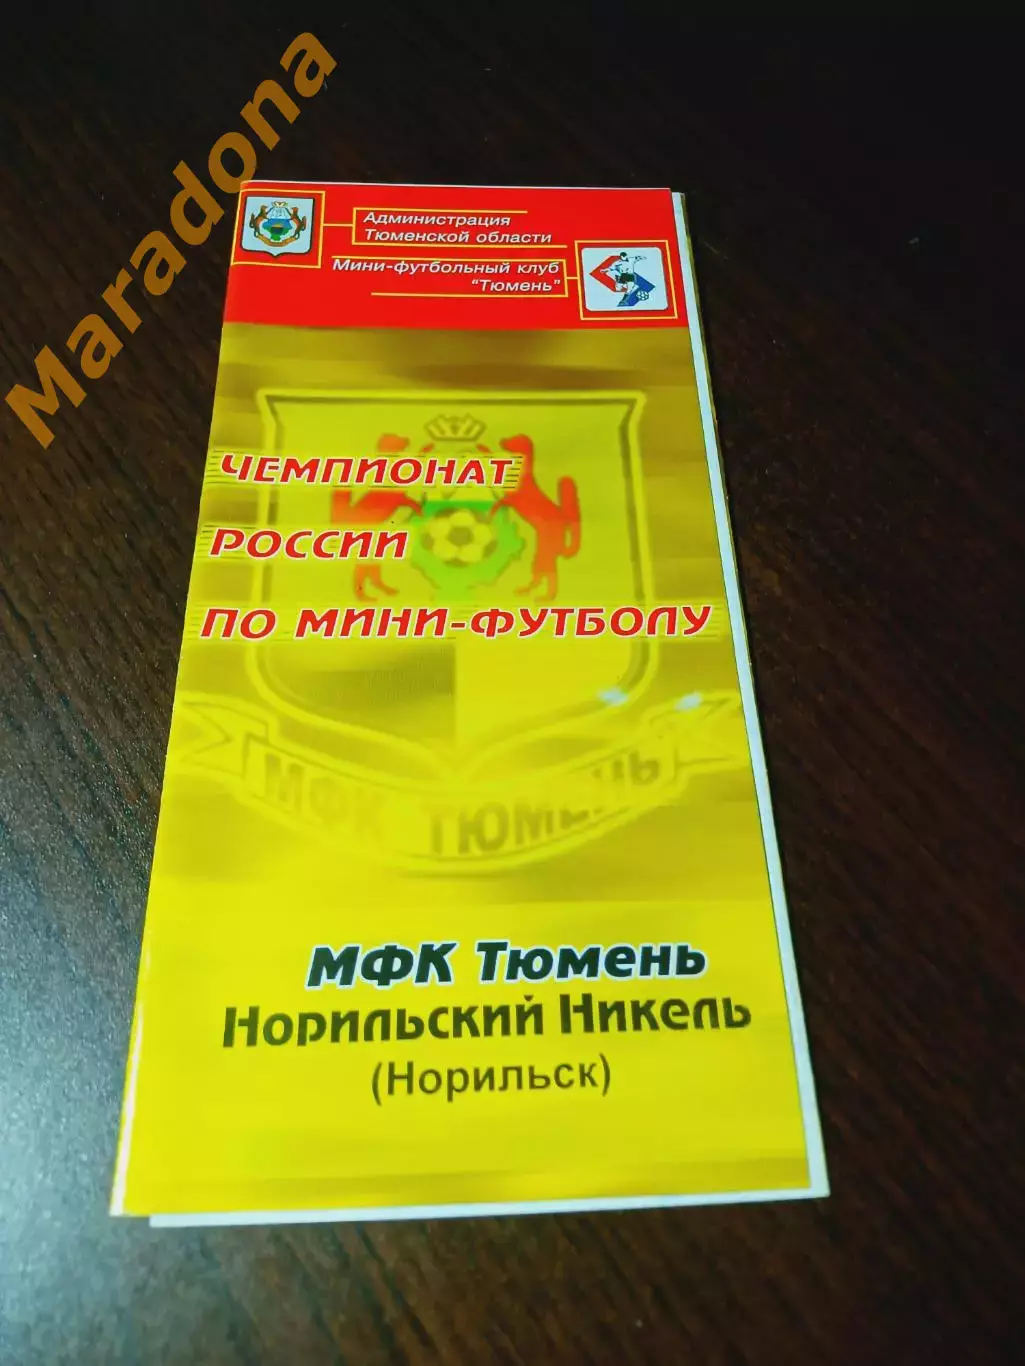 Maradona
Администрация
Тюменской области
Мини-футбольный клуб
"Тюмень"
ЧЕМПИОНАТ
РОССИИ
ПО МИНИ-ФУТБОЛУ
МФК ТЮМЕНЬ
МФК Тюмень
Норильский Никель
(Норильск)